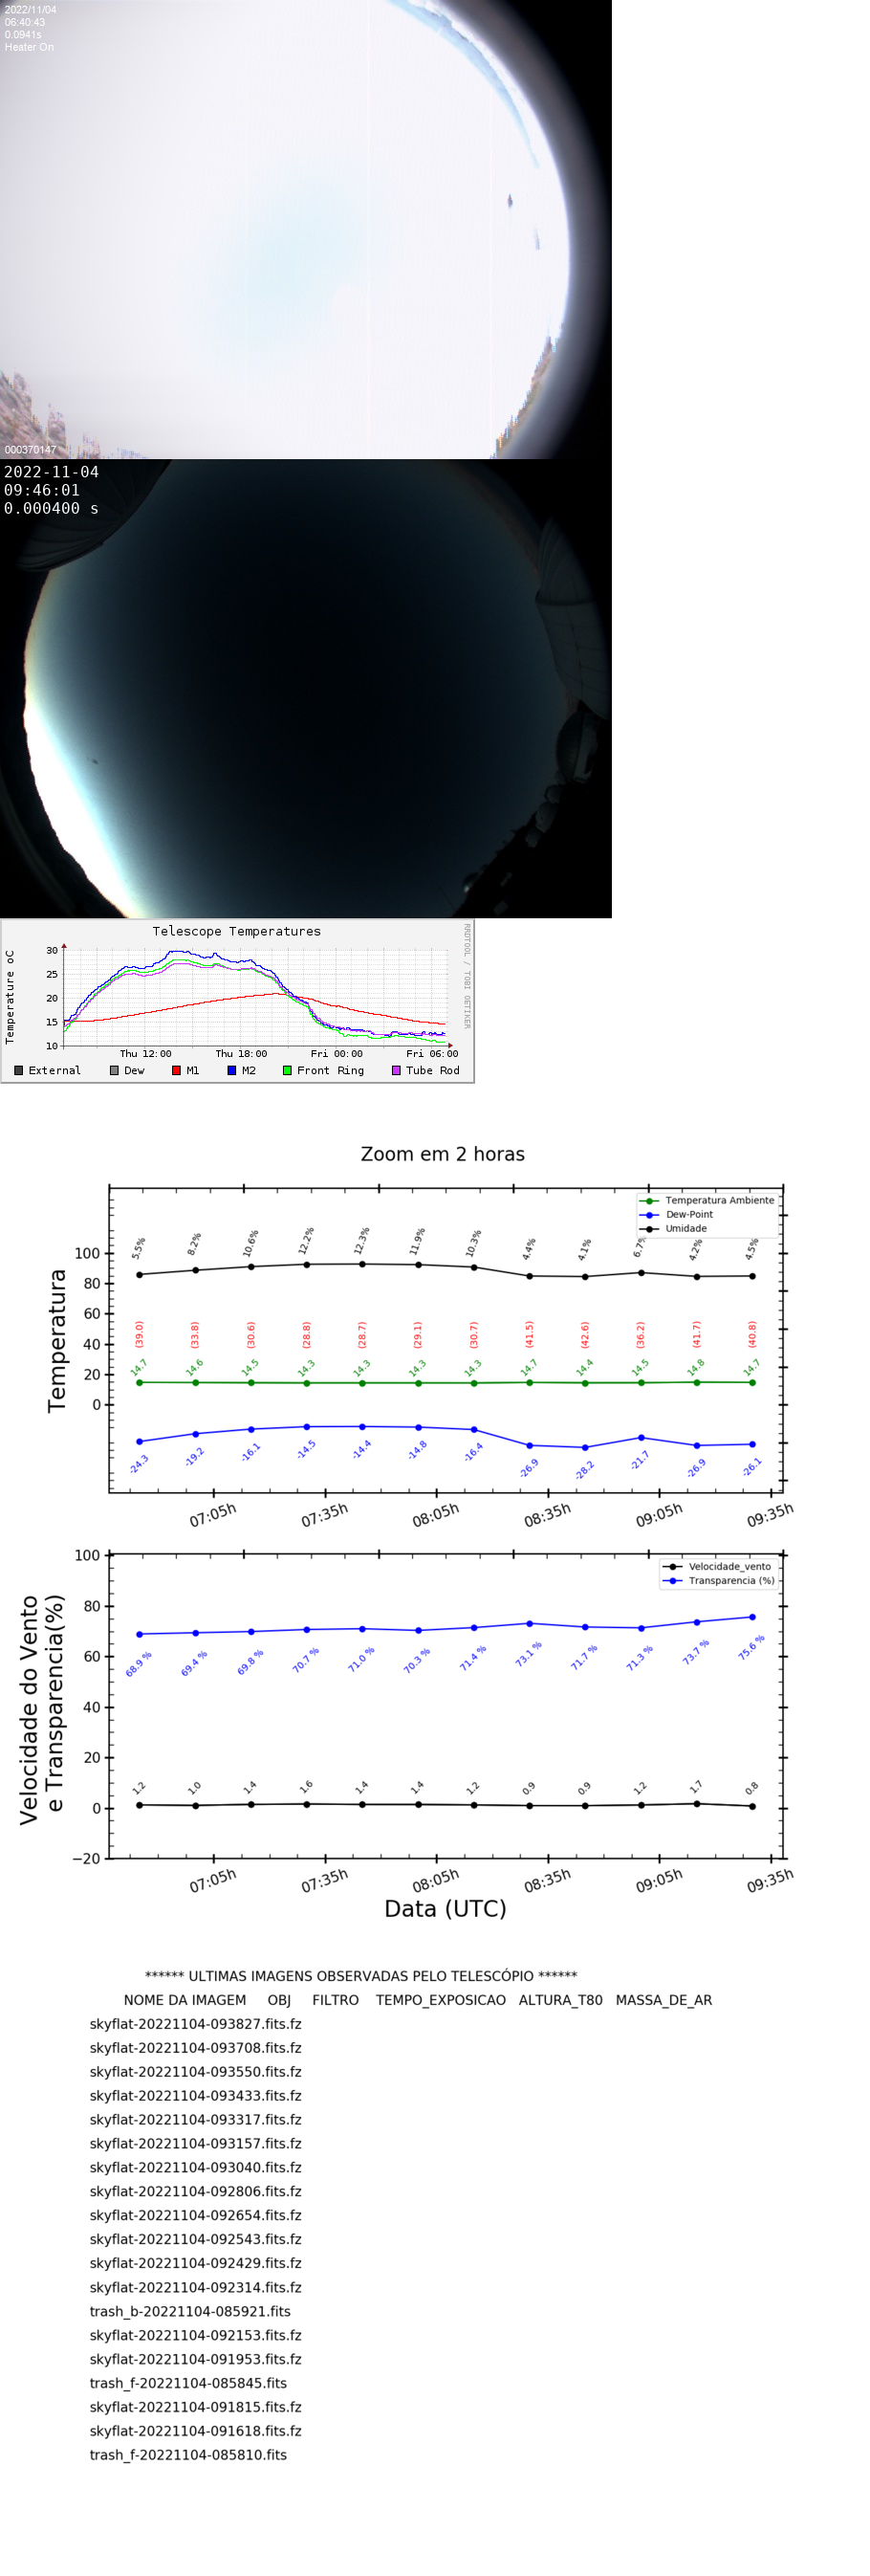 2022/11/04
06:40:43
0.0941s
Heater On
000370147
2022-11-04
09:46:01
0.000400 s
Telescope Temperatures
RRDTOOL / TOBI OETIKER
Temperature oC
30
25
20
15
10
Thu 12:00 Thu 18:00 Fri 00:00 Fri 06:00
External Dew M1 M2 Front Ring Tube Rod
Zoom em 2 horas
Temperatura Ambiente
Dew-Point
Umidade
Temperatura
100
80
60
40
20
0
5.5% 8.2% 10.6% 12.2% 12.3% 11.9% 10.3% 4.4% 4.1% 6.7% 4.2% 4.5%
(39.0) (33.8) (30.6) (28.8) (28.7) (29.1) (30.7) (41.5) (42.6) (36.2) (41.7) (40.8)
14.7 14.6 14.5 14.3 14.3 14.3 14.3 14.7 14.4 14.5 14.8 14.7
-24.3 -19.2 -16.1 -14.5 -14.4 -14.8 -16.4 -26.9 -28.2 -21.7 -26.9 -26.1
07:05h 07:35h 08:05h 08:35h 09:05h 09:35h
Velocidade_vento
Transparencia (%)
Velocidade do Vento
e Transparencia(%)
100
80
60
40
20
0
−20
68.9 % 69.4 % 69.8 % 70.7 % 71.0 % 70.3 % 71.4 % 73.1 % 71.7 % 71.3 % 73.7 % 75.6 %
1.2 1.0 1.4 1.6 1.4 1.4 1.2 0.9 0.9 1.2 1.7 0.8
07:05h 07:35h 08:05h 08:35h 09:05h 09:35h
Data (UTC)
****** ULTIMAS IMAGENS OBSERVADAS PELO TELESCÓPIO ******
NOME DA IMAGEM OBJ FILTRO TEMPO_EXPOSICAO ALTURA_T80 MASSA_DE_AR
skyflat-20221104-093827.fits.fz
skyflat-20221104-093708.fits.fz
skyflat-20221104-093550.fits.fz
skyflat-20221104-093433.fits.fz
skyflat-20221104-093317.fits.fz
skyflat-20221104-093157.fits.fz
skyflat-20221104-093040.fits.fz
skyflat-20221104-092806.fits.fz
skyflat-20221104-092654.fits.fz
skyflat-20221104-092543.fits.fz
skyflat-20221104-092429.fits.fz
skyflat-20221104-092314.fits.fz
trash_b-20221104-085921.fits
skyflat-20221104-092153.fits.fz
skyflat-20221104-091953.fits.fz
trash_f-20221104-085845.fits
skyflat-20221104-091815.fits.fz
skyflat-20221104-091618.fits.fz
trash_f-20221104-085810.fits